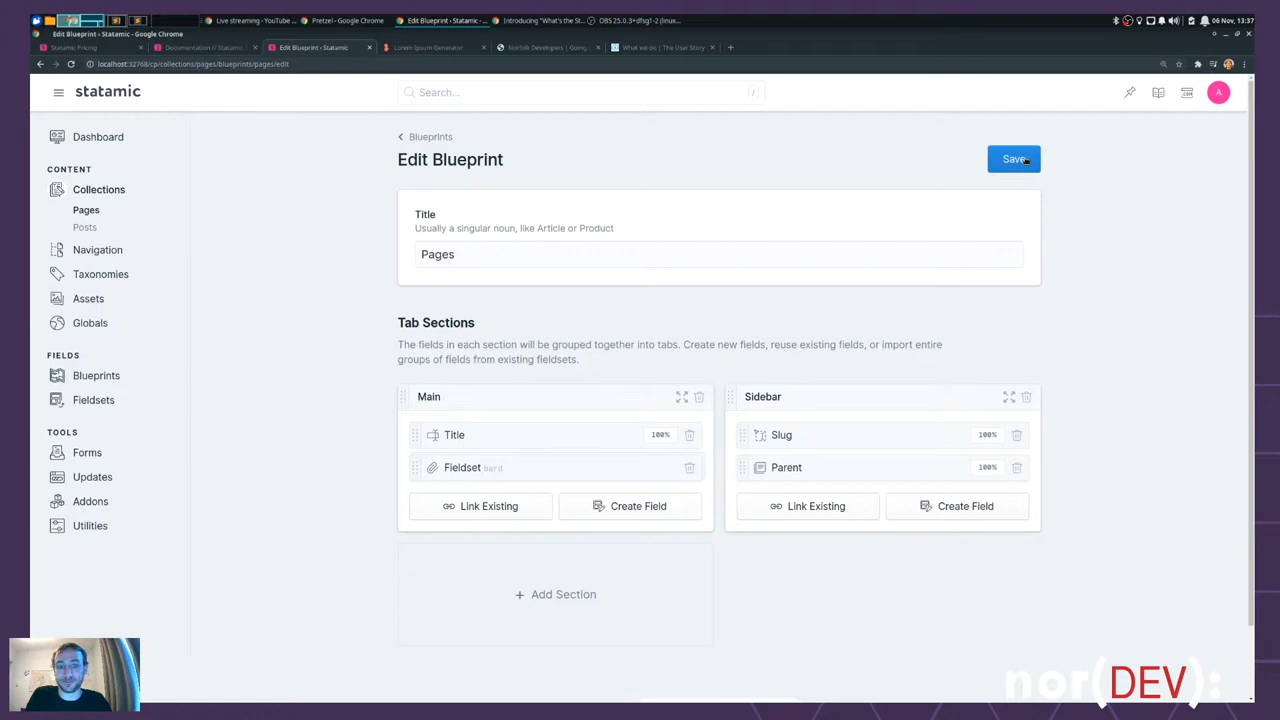 Live streaming - YouTube ...
Pretzel - Google Chrome
Edit Blueprint ‹ Statamic - ...
Introducing "What's the St...
OBS 25.0.3+dfsg1-2 (linux...
06 Nov, 13:37
Edit Blueprint ‹ Statamic - Google Chrome
Statamic Pricing
Documentation // Statamic
Edit Blueprint ‹ Statamic
Lorem Ipsum Generator
Norfolk Developers | Going
What we do | The User Story
localhost:32768/cp/collections/pages/blueprints/pages/edit
statamic
Search...
/
A
Dashboard
CONTENT
Collections
Pages
Posts
Navigation
Taxonomies
Assets
Globals
FIELDS
Blueprints
Fieldsets
TOOLS
Forms
Updates
Addons
Utilities
Blueprints
Edit Blueprint
Save
Title
Usually a singular noun, like Article or Product
Pages
Tab Sections
The fields in each section will be grouped together into tabs. Create new fields, reuse existing fields, or import entire
groups of fields from existing fieldsets.
Main
Title
100%
Fieldset bard
Link Existing
Create Field
Sidebar
Slug
100%
Parent
100%
Link Existing
Create Field
+ Add Section
nor(DEV):